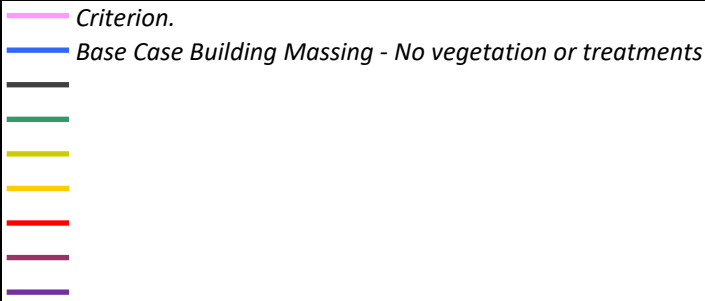 Criterion.
Base Case Building Massing - No vegetation or treatments